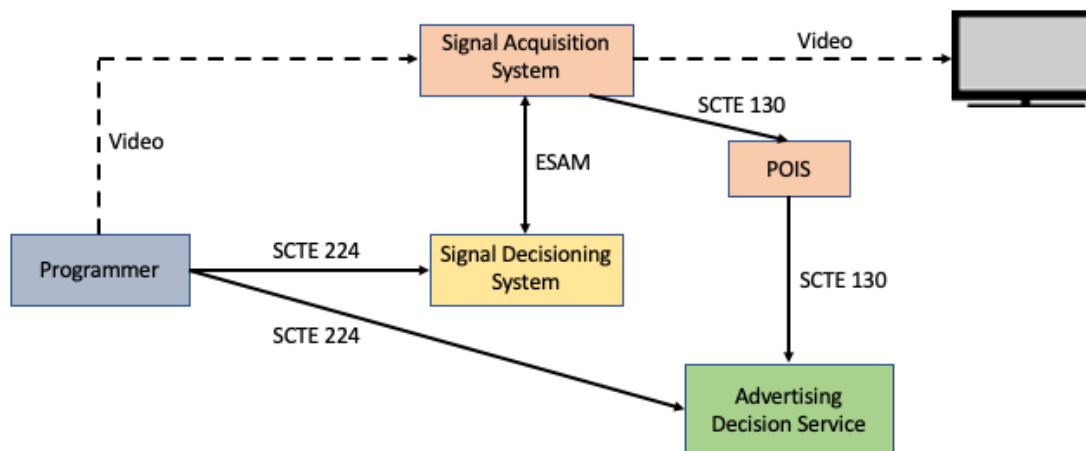 Signal Acquisition
System
Video
SCTE 130
Video
POIS
ESAM
SCTE 224
Signal Decisioning
System
Programmer
SCTE 130
SCTE 224
Advertising
Decision Service